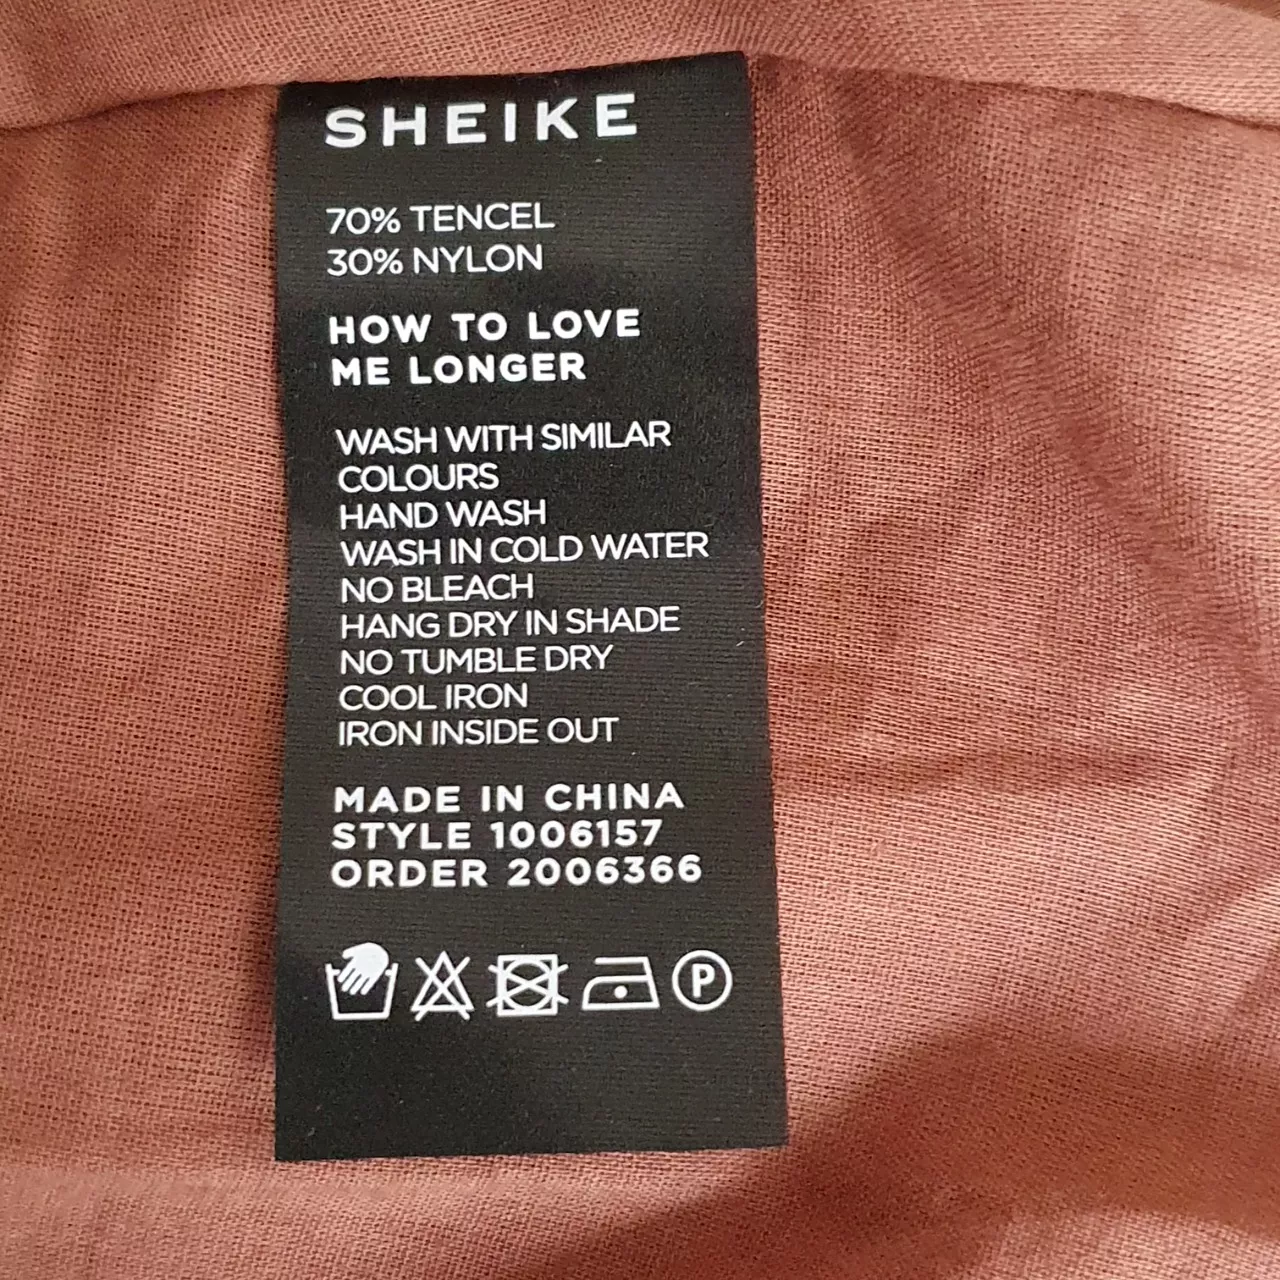 SHEIKE
70% TENCEL
30% NYLON
HOW TO LOVE
ME LONGER
WASH WITH SIMILAR
COLOURS
HAND WASH
WASH IN COLD WATER
NO BLEACH
HANG DRY IN SHADE
NO TUMBLE DRY
COOL IRON
IRON INSIDE OUT
MADE IN CHINA
STYLE 1006157
ORDER 2006366
P